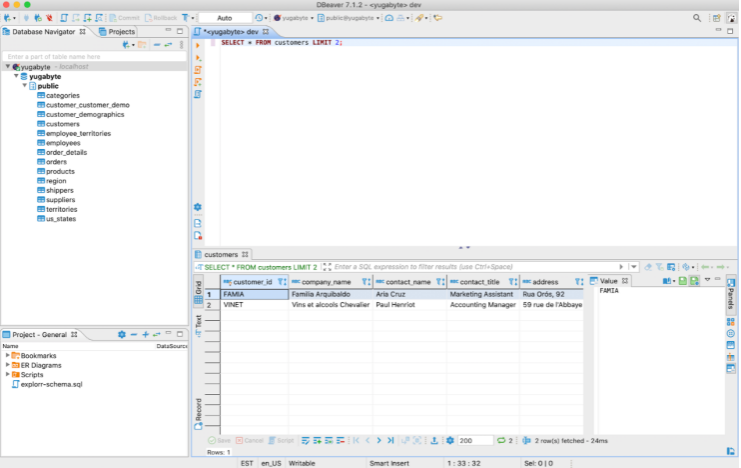 DBeaver 7.1.2 - <yugabyte> dev
Commit Rollback Auto yugabyte public@yugabyte
Database Navigator Projects
Enter a part of table name here
yugabyte - localhost
yugabyte
public
categories
customer_customer_demo
customer_demographics
customers
employee_territories
employees
order_details
orders
products
region
shippers
suppliers
territories
us_states
Project - General
Name DataSourc
Bookmarks
ER Diagrams
Scripts
explorr-schema.sql
*<yugabyte> dev
SELECT * FROM customers LIMIT 2;
customers
SELECT * FROM customers LIMIT 2 Enter a SQL expression to filter results (use Ctrl+Space)
Grid
Text
Record
customer_id company_name contact_name contact_title address
1 FAMIA Familia Arquibaldo Aria Cruz Marketing Assistant Rua Orós, 92
2 VINET Vins et alcools Chevalier Paul Henriot Accounting Manager 59 rue de l'Abbaye
Value
FAMIA
Panels
Save Cancel Script 200 2 2 row(s) fetched - 24ms
Rows: 1
EST en_US Writable Smart Insert 1 : 33 : 32 Sel: 0 | 0